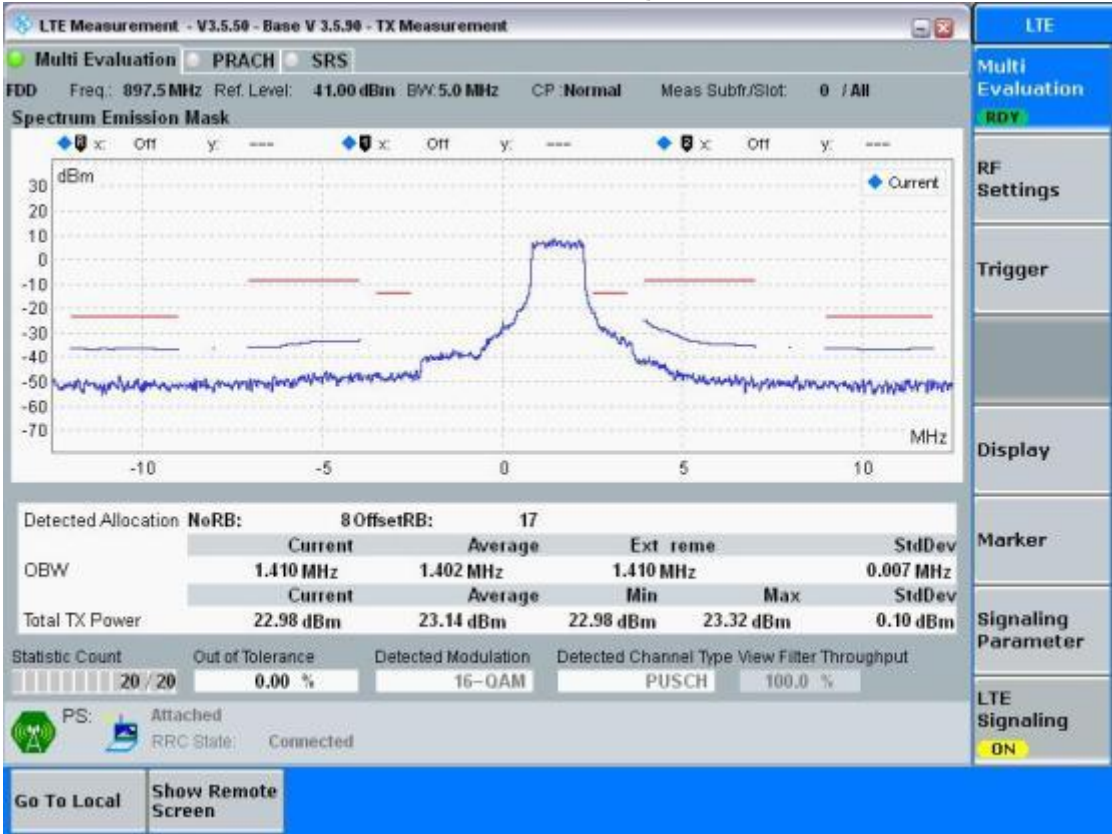 LTE Measurement - V3.5.50 - Base V 3.5.90 - TX Measurement
LTE
Multi Evaluation PRACH SRS
FDD Freq.: 897.5 MHz Ref. Level: 41.00 dBm BW: 5.0 MHz CP : Normal Meas Subfr./Slot: 0 / All
Spectrum Emission Mask
x: Off y: --- x: Off y: --- x: Off y: ---
dBm
Current
30
20
10
0
-10
-20
-30
-40
-50
-60
-70
MHz
-10 -5 0 5 10
Detected Allocation NoRB: 8 OffsetRB: 17
Current Average Ext reme StdDev
OBW 1.410 MHz 1.402 MHz 1.410 MHz 0.007 MHz
Current Average Min Max StdDev
Total TX Power 22.98 dBm 23.14 dBm 22.98 dBm 23.32 dBm 0.10 dBm
Statistic Count Out of Tolerance Detected Modulation Detected Channel Type View Filter Throughput
20 / 20 0.00 % 16-QAM PUSCH 100.0 %
PS: Attached
RRC State: Connected
Multi
Evaluation
RDY
RF
Settings
Trigger
Display
Marker
Signaling
Parameter
LTE
Signaling
ON
Go To Local
Show Remote
Screen